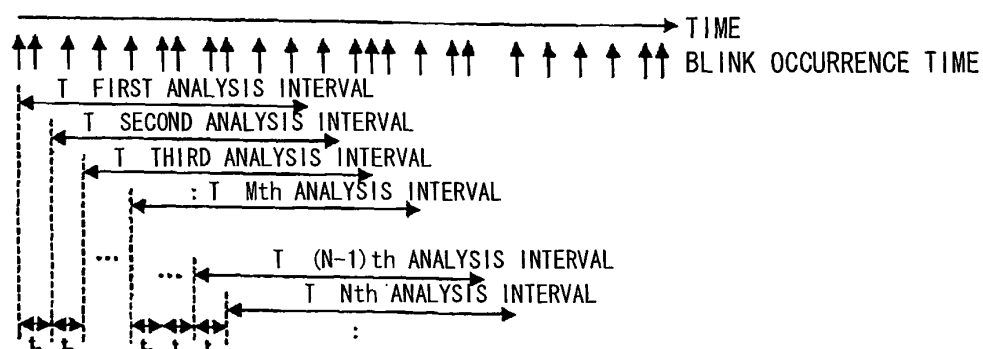 TIME
BLINK OCCURRENCE TIME
T FIRST ANALYSIS INTERVAL
T SECOND ANALYSIS INTERVAL
T THIRD ANALYSIS INTERVAL
: T Mth ANALYSIS INTERVAL
...
T (N-1)th ANALYSIS INTERVAL
...
T Nth ANALYSIS INTERVAL
: